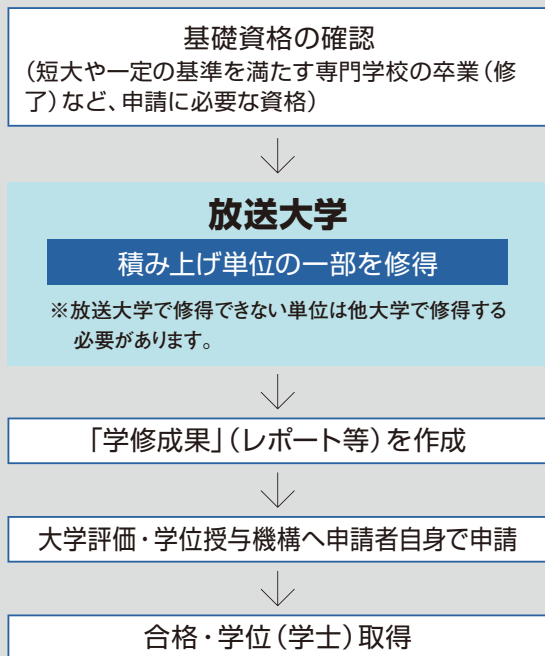 基礎資格の確認
（短大や一定の基準を満たす専門学校の卒業（修
了）など、申請に必要な資格）
放送大学
積み上げ単位の一部を修得
※放送大学で修得できない単位は他大学で修得する
必要があります。
「学修成果」（レポート等）を作成
大学評価・学位授与機構へ申請者自身で申請
合格・学位（学士）取得